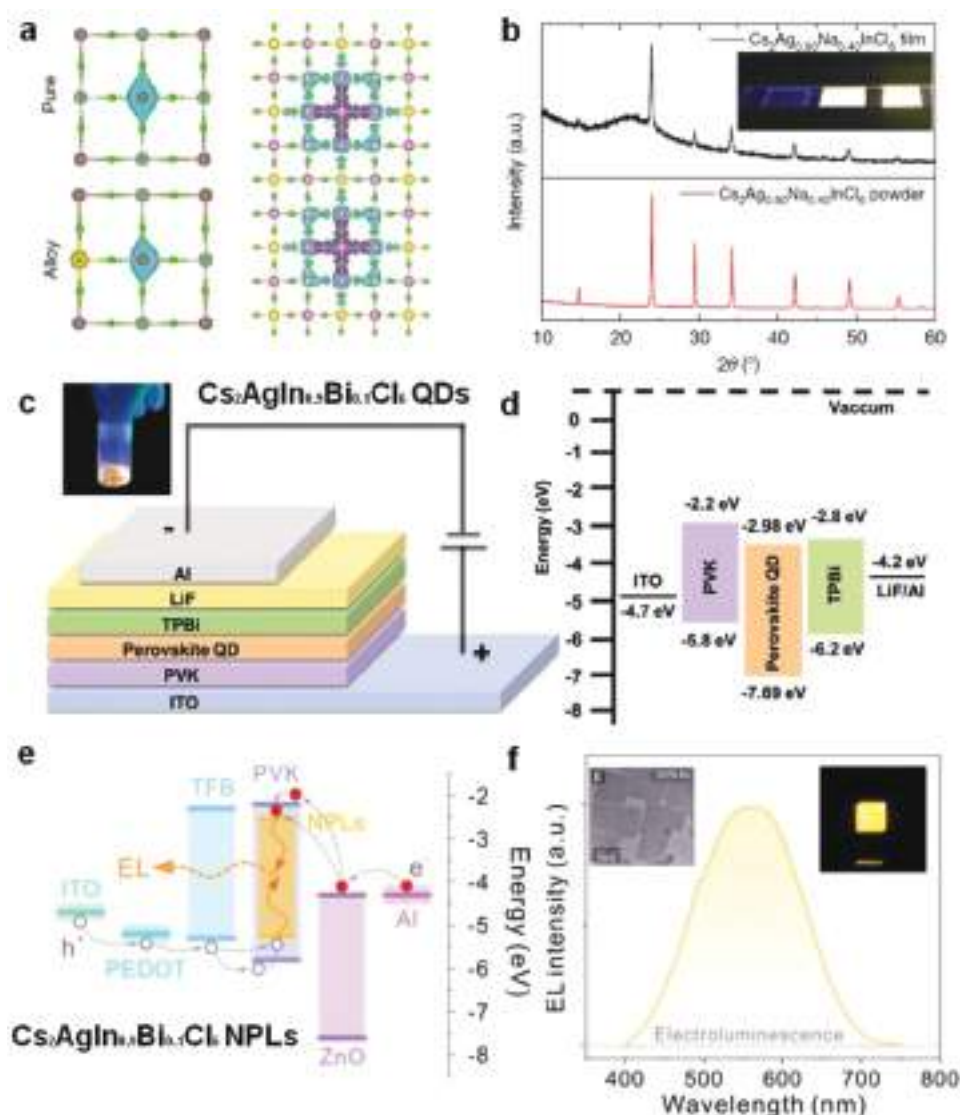 a
Pure
Alloy
b
Intensity (a.u.)
Cs₂Ag₀.₆₀Na₀.₄₀InCl₆ film
Cs₂Ag₀.₆₀Na₀.₄₀InCl₆ powder
10 20 30 40 50 60
2θ (°)
c
Cs₂AgIn₀.₉Bi₀.₁Cl₆ QDs
-
Al
LiF
TPBi
Perovskite QD
PVK
ITO
+
d
Energy (eV)
0
-1
-2
-3
-4
-5
-6
-7
-8
Vaccum
ITO
-4.7 eV
-2.2 eV
PVK
-5.8 eV
-2.98 eV
Perovskite QD
-7.69 eV
-2.8 eV
TPBi
-6.2 eV
-4.2 eV
LiF/Al
e
PVK
TFB
NPLs
EL
e
ITO
Al
h⁺
PEDOT
ZnO
Cs₂AgIn₀.₉Bi₀.₁Cl₆ NPLs
-2
-3
-4
-5
-6
-7
-8
Energy (eV)
f
EL intensity (a.u.)
Electroluminescence
400 500 600 700 800
Wavelength (nm)